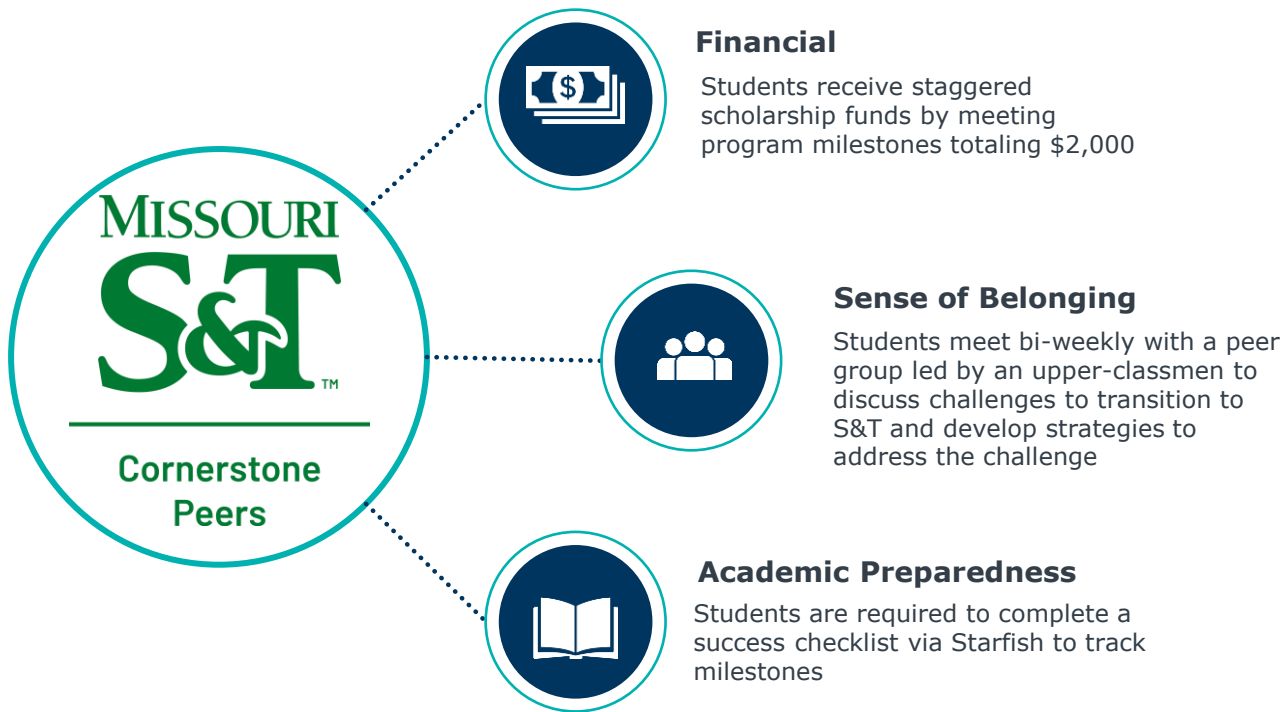 MISSOURI
S&T
TM
Cornerstone
Peers
$
Financial
Students receive staggered
scholarship funds by meeting
program milestones totaling $2,000
Sense of Belonging
Students meet bi-weekly with a peer
group led by an upper-classmen to
discuss challenges to transition to
S&T and develop strategies to
address the challenge
Academic Preparedness
Students are required to complete a
success checklist via Starfish to track
milestones